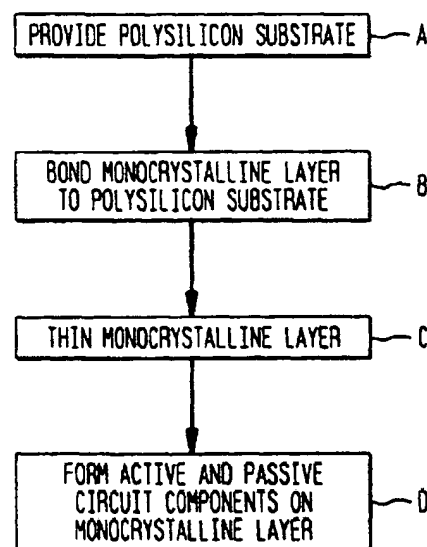 PROVIDE POLYSILICON SUBSTRATE A
BOND MONOCRYSTALLINE LAYER
TO POLYSILICON SUBSTRATE
B
THIN MONOCRYSTALLINE LAYER C
FORM ACTIVE AND PASSIVE
CIRCUIT COMPONENTS ON
MONOCRYSTALLINE LAYER
D